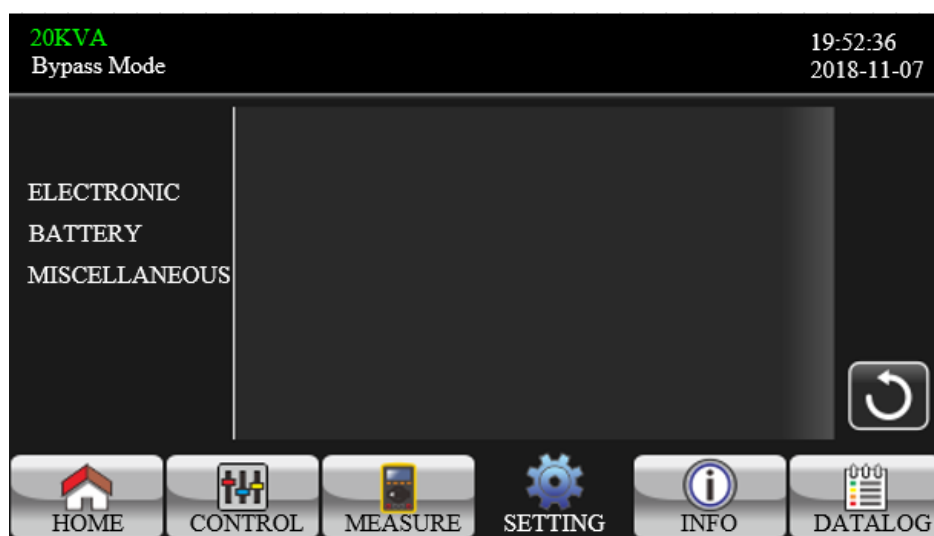 20KVA
Bypass Mode
19:52:36
2018-11-07
ELECTRONIC
BATTERY
MISCELLANEOUS
HOME
CONTROL
MEASURE
SETTING
INFO
DATALOG